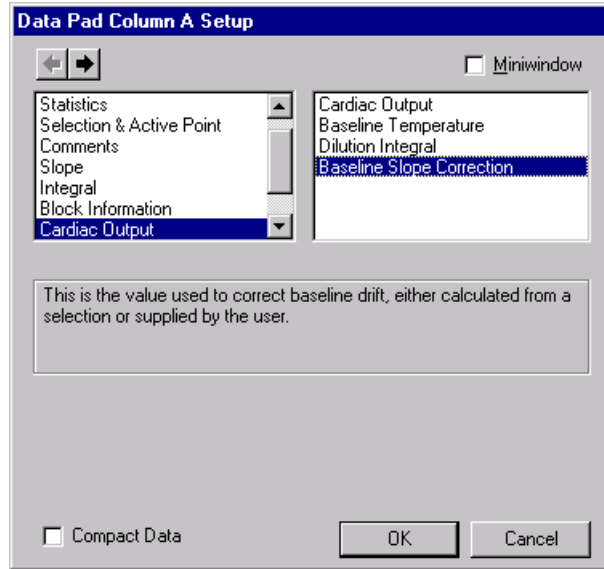 Data Pad Column A Setup
Miniwindow
Statistics
Selection & Active Point
Comments
Slope
Integral
Block Information
Cardiac Output
Cardiac Output
Baseline Temperature
Dilution Integral
Baseline Slope Correction
This is the value used to correct baseline drift, either calculated from a
selection or supplied by the user.
Compact Data
OK
Cancel